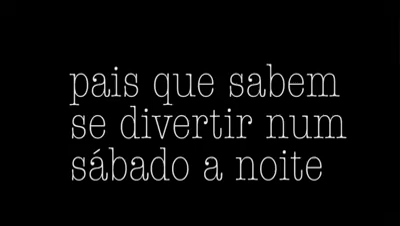 pais que sabem
se divertir num
sábado a noite